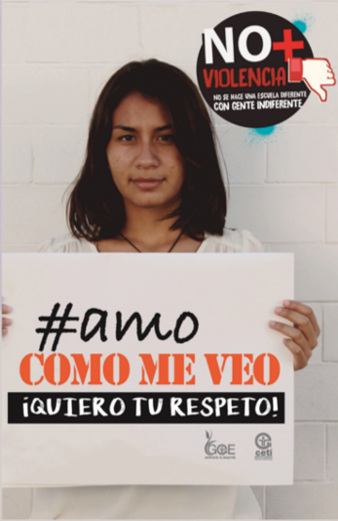 NO+
VIOLENCIA
NO SE HACE UNA ESCUELA DIFERENTE
CON GENTE INDIFERENTE
#amo
COMO ME VEO
¡QUIERO TU RESPETO!
GOE
ceti